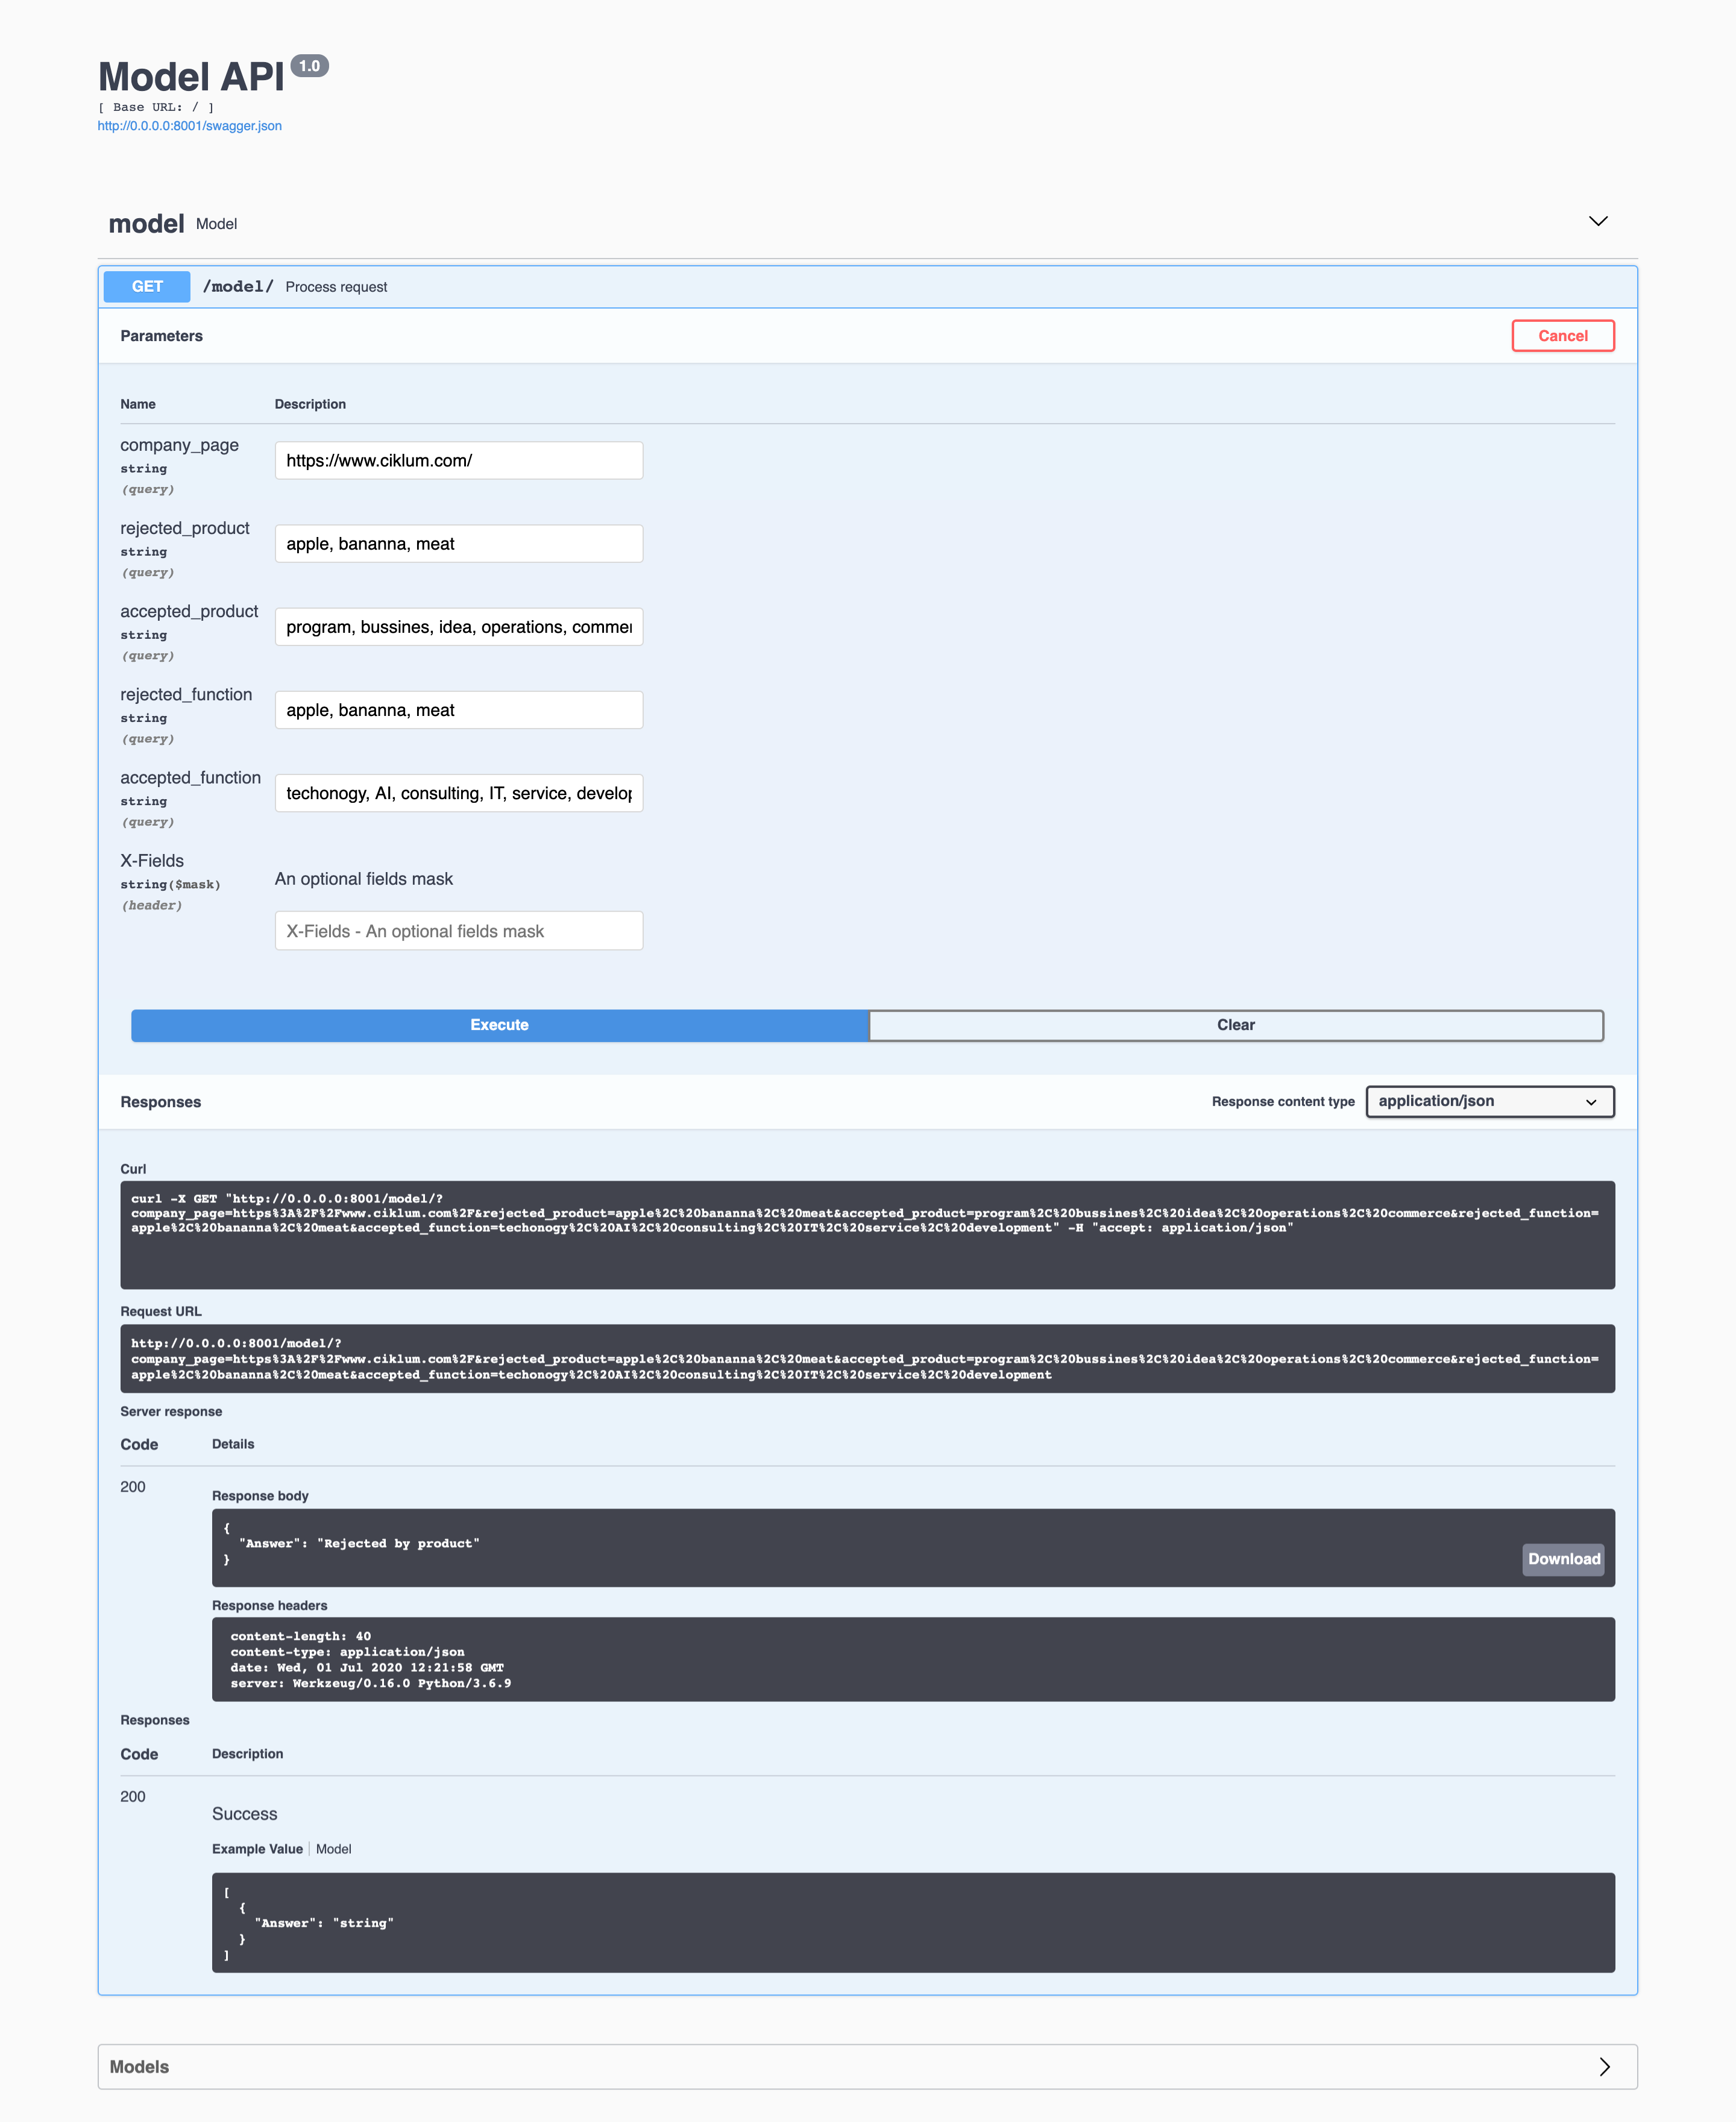 Model API 1.0
[ Base URL: / ]
http://0.0.0.0:8001/swagger.json
model Model
GET /model/ Process request
Parameters
Cancel
Name Description
company_page
string
(query)
https://www.ciklum.com/
rejected_product
string
(query)
apple, bananna, meat
accepted_product
string
(query)
program, bussines, idea, operations, commer
rejected_function
string
(query)
apple, bananna, meat
accepted_function
string
(query)
techonogy, AI, consulting, IT, service, develop
X-Fields
string($mask)
(header)
An optional fields mask
X-Fields - An optional fields mask
Execute
Clear
Responses
Response content type
application/json
Curl
curl -X GET "http://0.0.0.0:8001/model/?
company_page=https%3A%2F%2Fwww.ciklum.com%2F&rejected_product=apple%2C%20bananna%2C%20meat&accepted_product=program%2C%20bussines%2C%20idea%2C%20operations%2C%20commerce&rejected_function=
apple%2C%20bananna%2C%20meat&accepted_function=techonogy%2C%20AI%2C%20consulting%2C%20IT%2C%20service%2C%20development" -H "accept: application/json"
Request URL
http://0.0.0.0:8001/model/?
company_page=https%3A%2F%2Fwww.ciklum.com%2F&rejected_product=apple%2C%20bananna%2C%20meat&accepted_product=program%2C%20bussines%2C%20idea%2C%20operations%2C%20commerce&rejected_function=
apple%2C%20bananna%2C%20meat&accepted_function=techonogy%2C%20AI%2C%20consulting%2C%20IT%2C%20service%2C%20development
Server response
Code Details
200
Response body
{
"Answer": "Rejected by product"
}
Download
Response headers
content-length: 40
content-type: application/json
date: Wed, 01 Jul 2020 12:21:58 GMT
server: Werkzeug/0.16.0 Python/3.6.9
Responses
Code Description
200
Success
Example Value Model
[
{
"Answer": "string"
}
]
Models